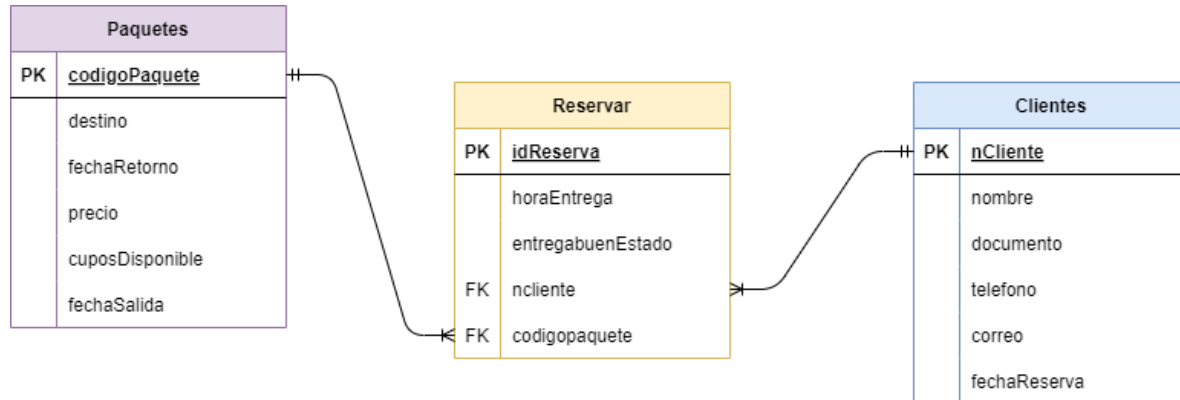 Paquetes
PK codigoPaquete
destino
fechaRetorno
precio
cuposDisponible
fechaSalida
Reservar
PK idReserva
horaEntrega
entregabuenEstado
FK ncliente
FK codigopaquete
Clientes
PK nCliente
nombre
documento
telefono
correo
fechaReserva